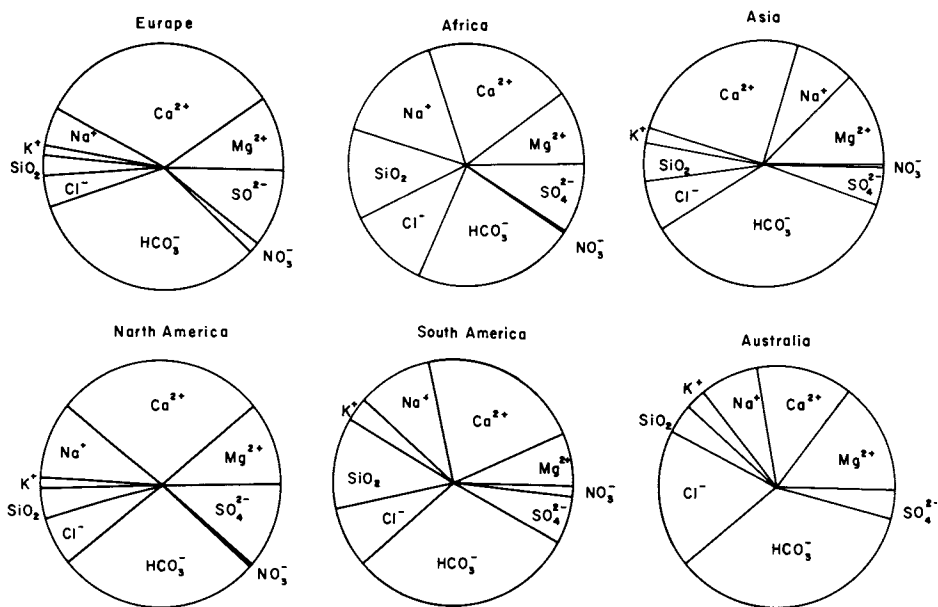 Europe
Ca²⁺
Na⁺
Mg²⁺
K⁺
SiO₂
SO²⁻
Cl⁻
HCO₃⁻
NO₃⁻
Africa
Ca²⁺
Na⁺
Mg²⁺
SiO₂
SO₄²⁻
Cl⁻
HCO₃⁻
NO₃⁻
Asia
Ca²⁺
Na⁺
K⁺
Mg²⁺
SiO₂
NO₃⁻
SO₄²⁻
Cl⁻
HCO₃⁻
Narth America
Ca²⁺
Na⁺
Mg²⁺
K⁺
SiO₂
SO₄²⁻
Cl⁻
HCO₃⁻
NO₃⁻
South America
K⁺
Na⁺
Ca²⁺
Mg²⁺
SiO₂
NO₃⁻
SO₄²⁻
Cl⁻
HCO₃⁻
Australia
K⁺
Na⁺
Ca²⁺
SiO₂
Mg²⁺
Cl⁻
SO₄²⁻
HCO₃⁻